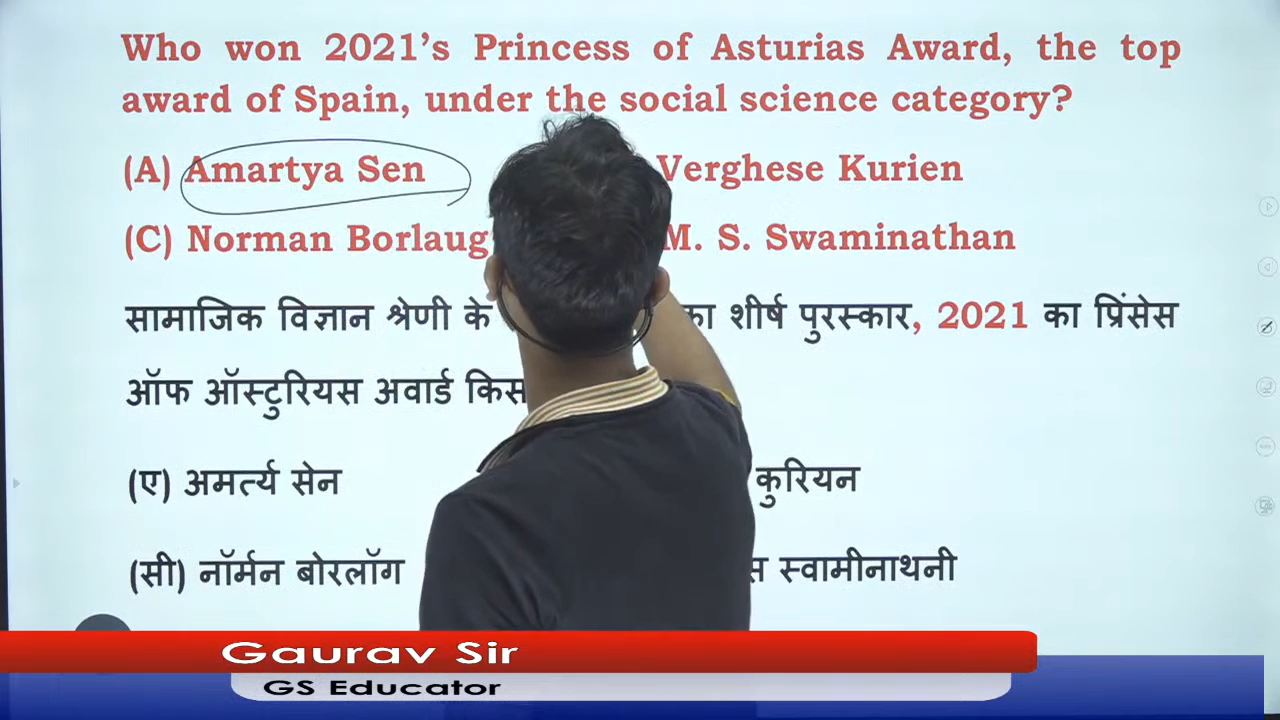 Who won 2021's Princess of Asturias Award, the top
award of Spain, under the social science category?
(A) Amartya Sen Verghese Kurien
(C) Norman Borlaug M. S. Swaminathan
सामाजिक विज्ञान श्रेणी के का शीर्ष पुरस्कार, 2021 का प्रिंसेस
ऑफ ऑस्टुरियस अवार्ड किस
(ए) अमर्त्य सेन कुरियन
(सी) नॉर्मन बोरलॉग स्वामीनाथनी
Gaurav Sir
GS Educator